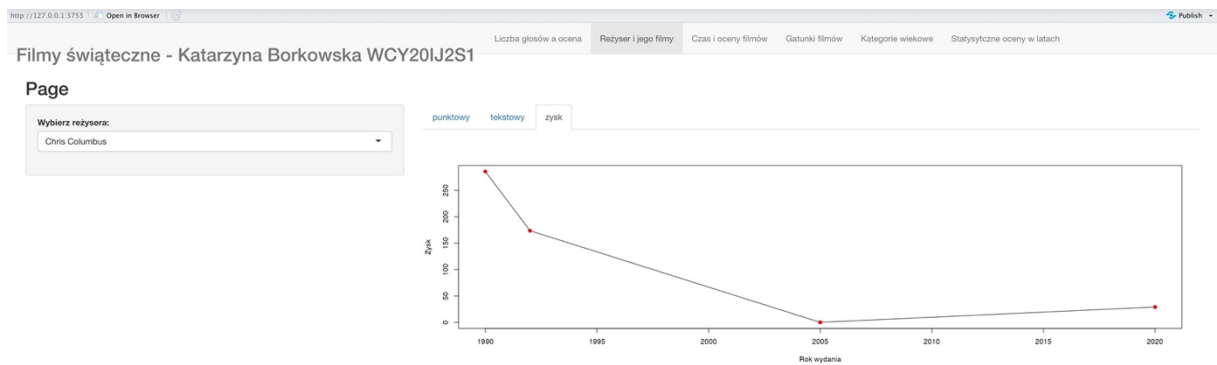 http://127.0.0.1:3755 Open in Browser Publish
Liczba głosów a ocena Reżyser i jego filmy Czas i oceny filmów Gatunki filmów Kategorie wiekowe Statysytczne oceny w latach
Filmy świąteczne - Katarzyna Borkowska WCY20IJ2S1
Page
Wybierz reżysera:
Chris Columbus
punktowy tekstowy zysk
250
200
150
100
50
0
Zysk
1990 1995 2000 2005 2010 2015 2020
Rok wydania